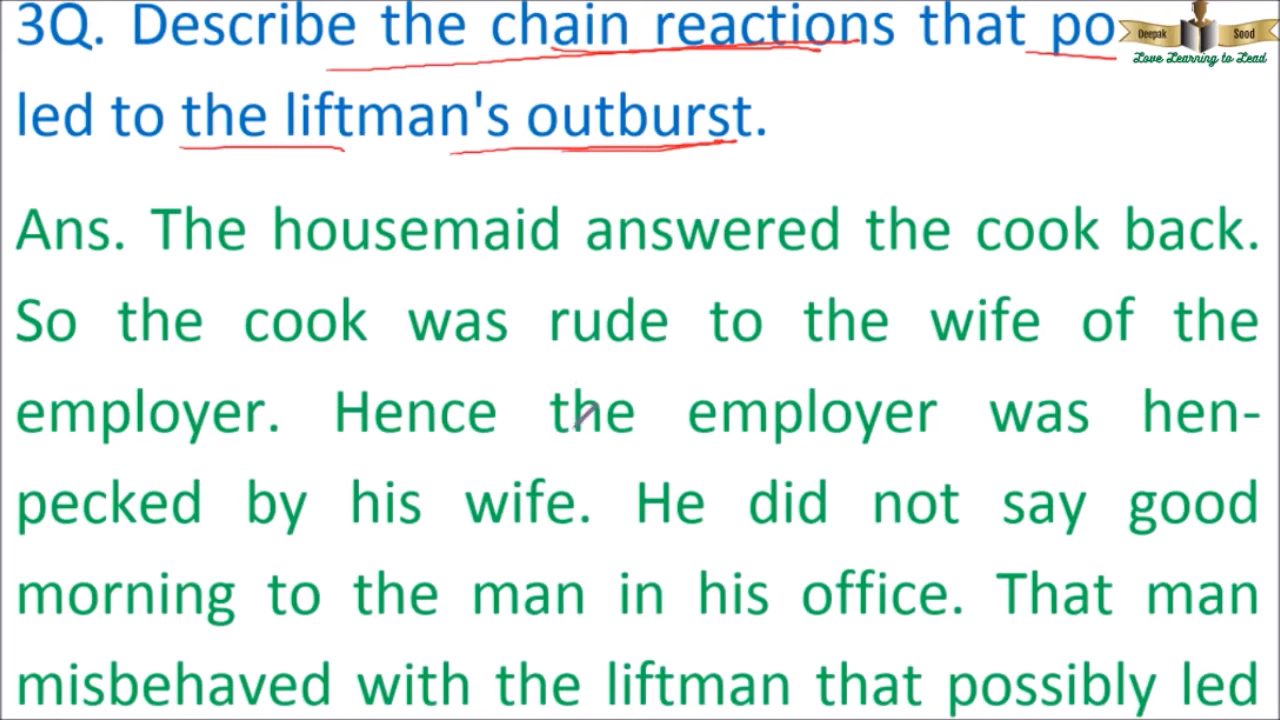 3Q. Describe the chain reactions that po
Deepak Sood
Love Learning to Lead
led to the liftman's outburst.
Ans. The housemaid answered the cook back.
So the cook was rude to the wife of the
employer. Hence the employer was hen-
pecked by his wife. He did not say good
morning to the man in his office. That man
misbehaved with the liftman that possibly led